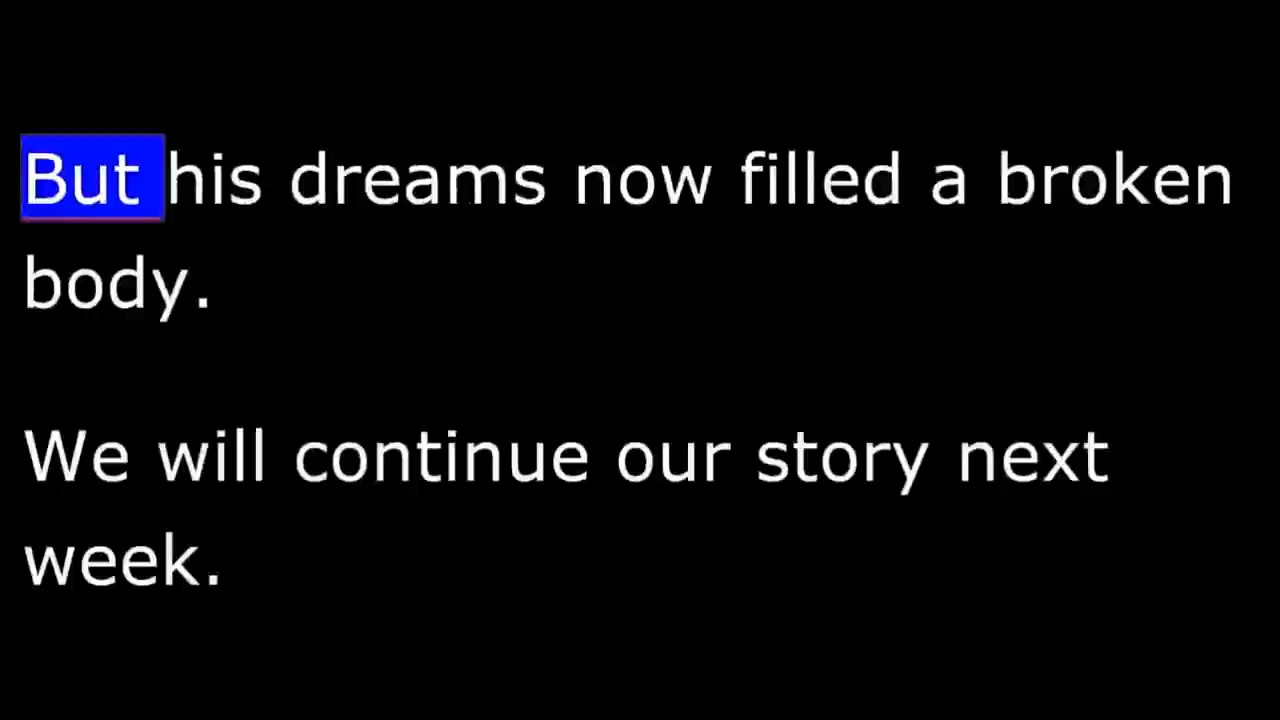 But his dreams now filled a broken
body.
We will continue our story next
week.